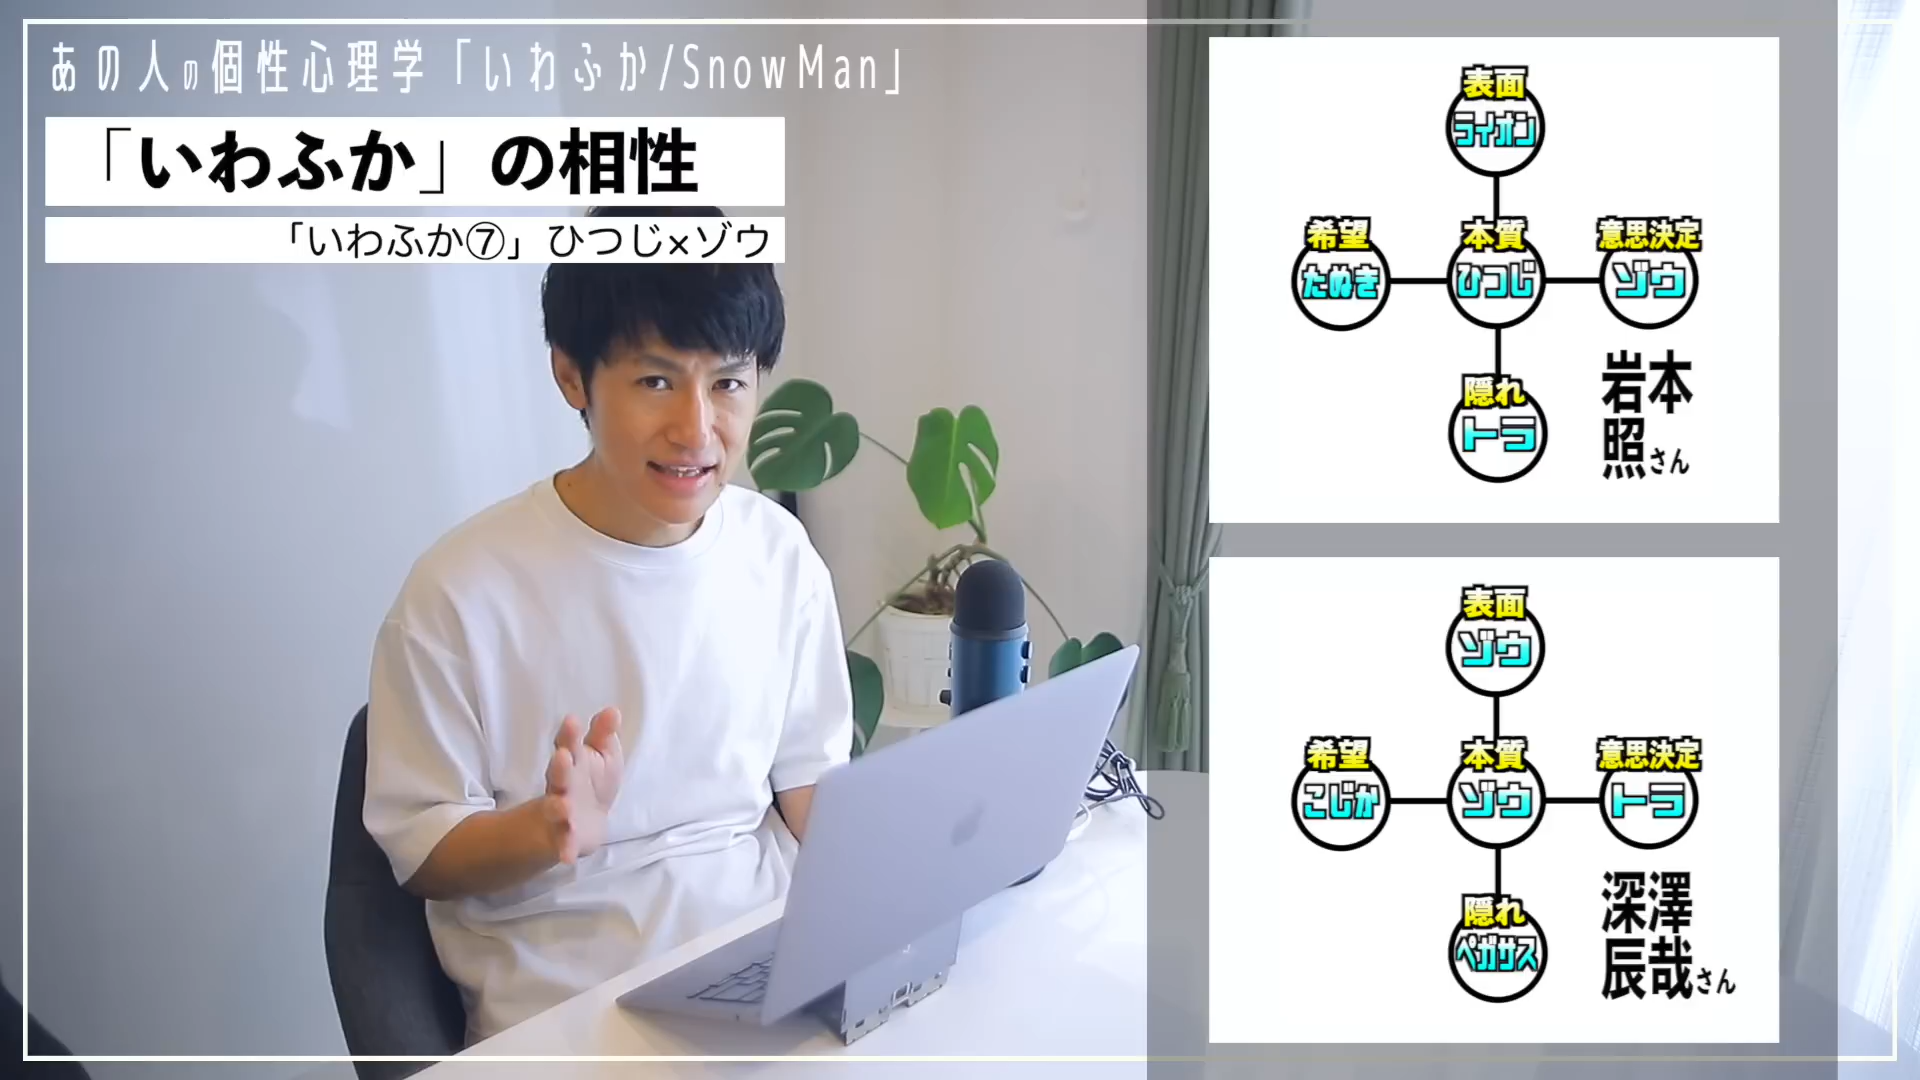 あの人の個性心理学「いわふか/SnowMan」
「いわふか」の相性
「いわふか⑦」ひつじ×ゾウ
表面
ライオン
希望
たぬき
本質
ひつじ
意思決定
ゾウ
隠れ
トラ
岩本
照さん
表面
ゾウ
希望
こじか
本質
ゾウ
意思決定
トラ
隠れ
ペガサス
深澤
辰哉さん